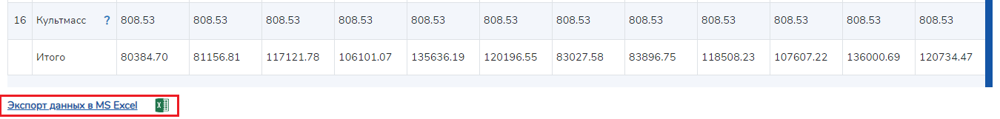 16 Культмасс ? 808.53 808.53 808.53 808.53 808.53 808.53 808.53 808.53 808.53 808.53 808.53 808.53
Итого 80384.70 81156.81 117121.78 106101.07 135636.19 120196.55 83027.58 83896.75 118508.23 107607.22 136000.69 120734.47
Экспорт данных в MS Excel